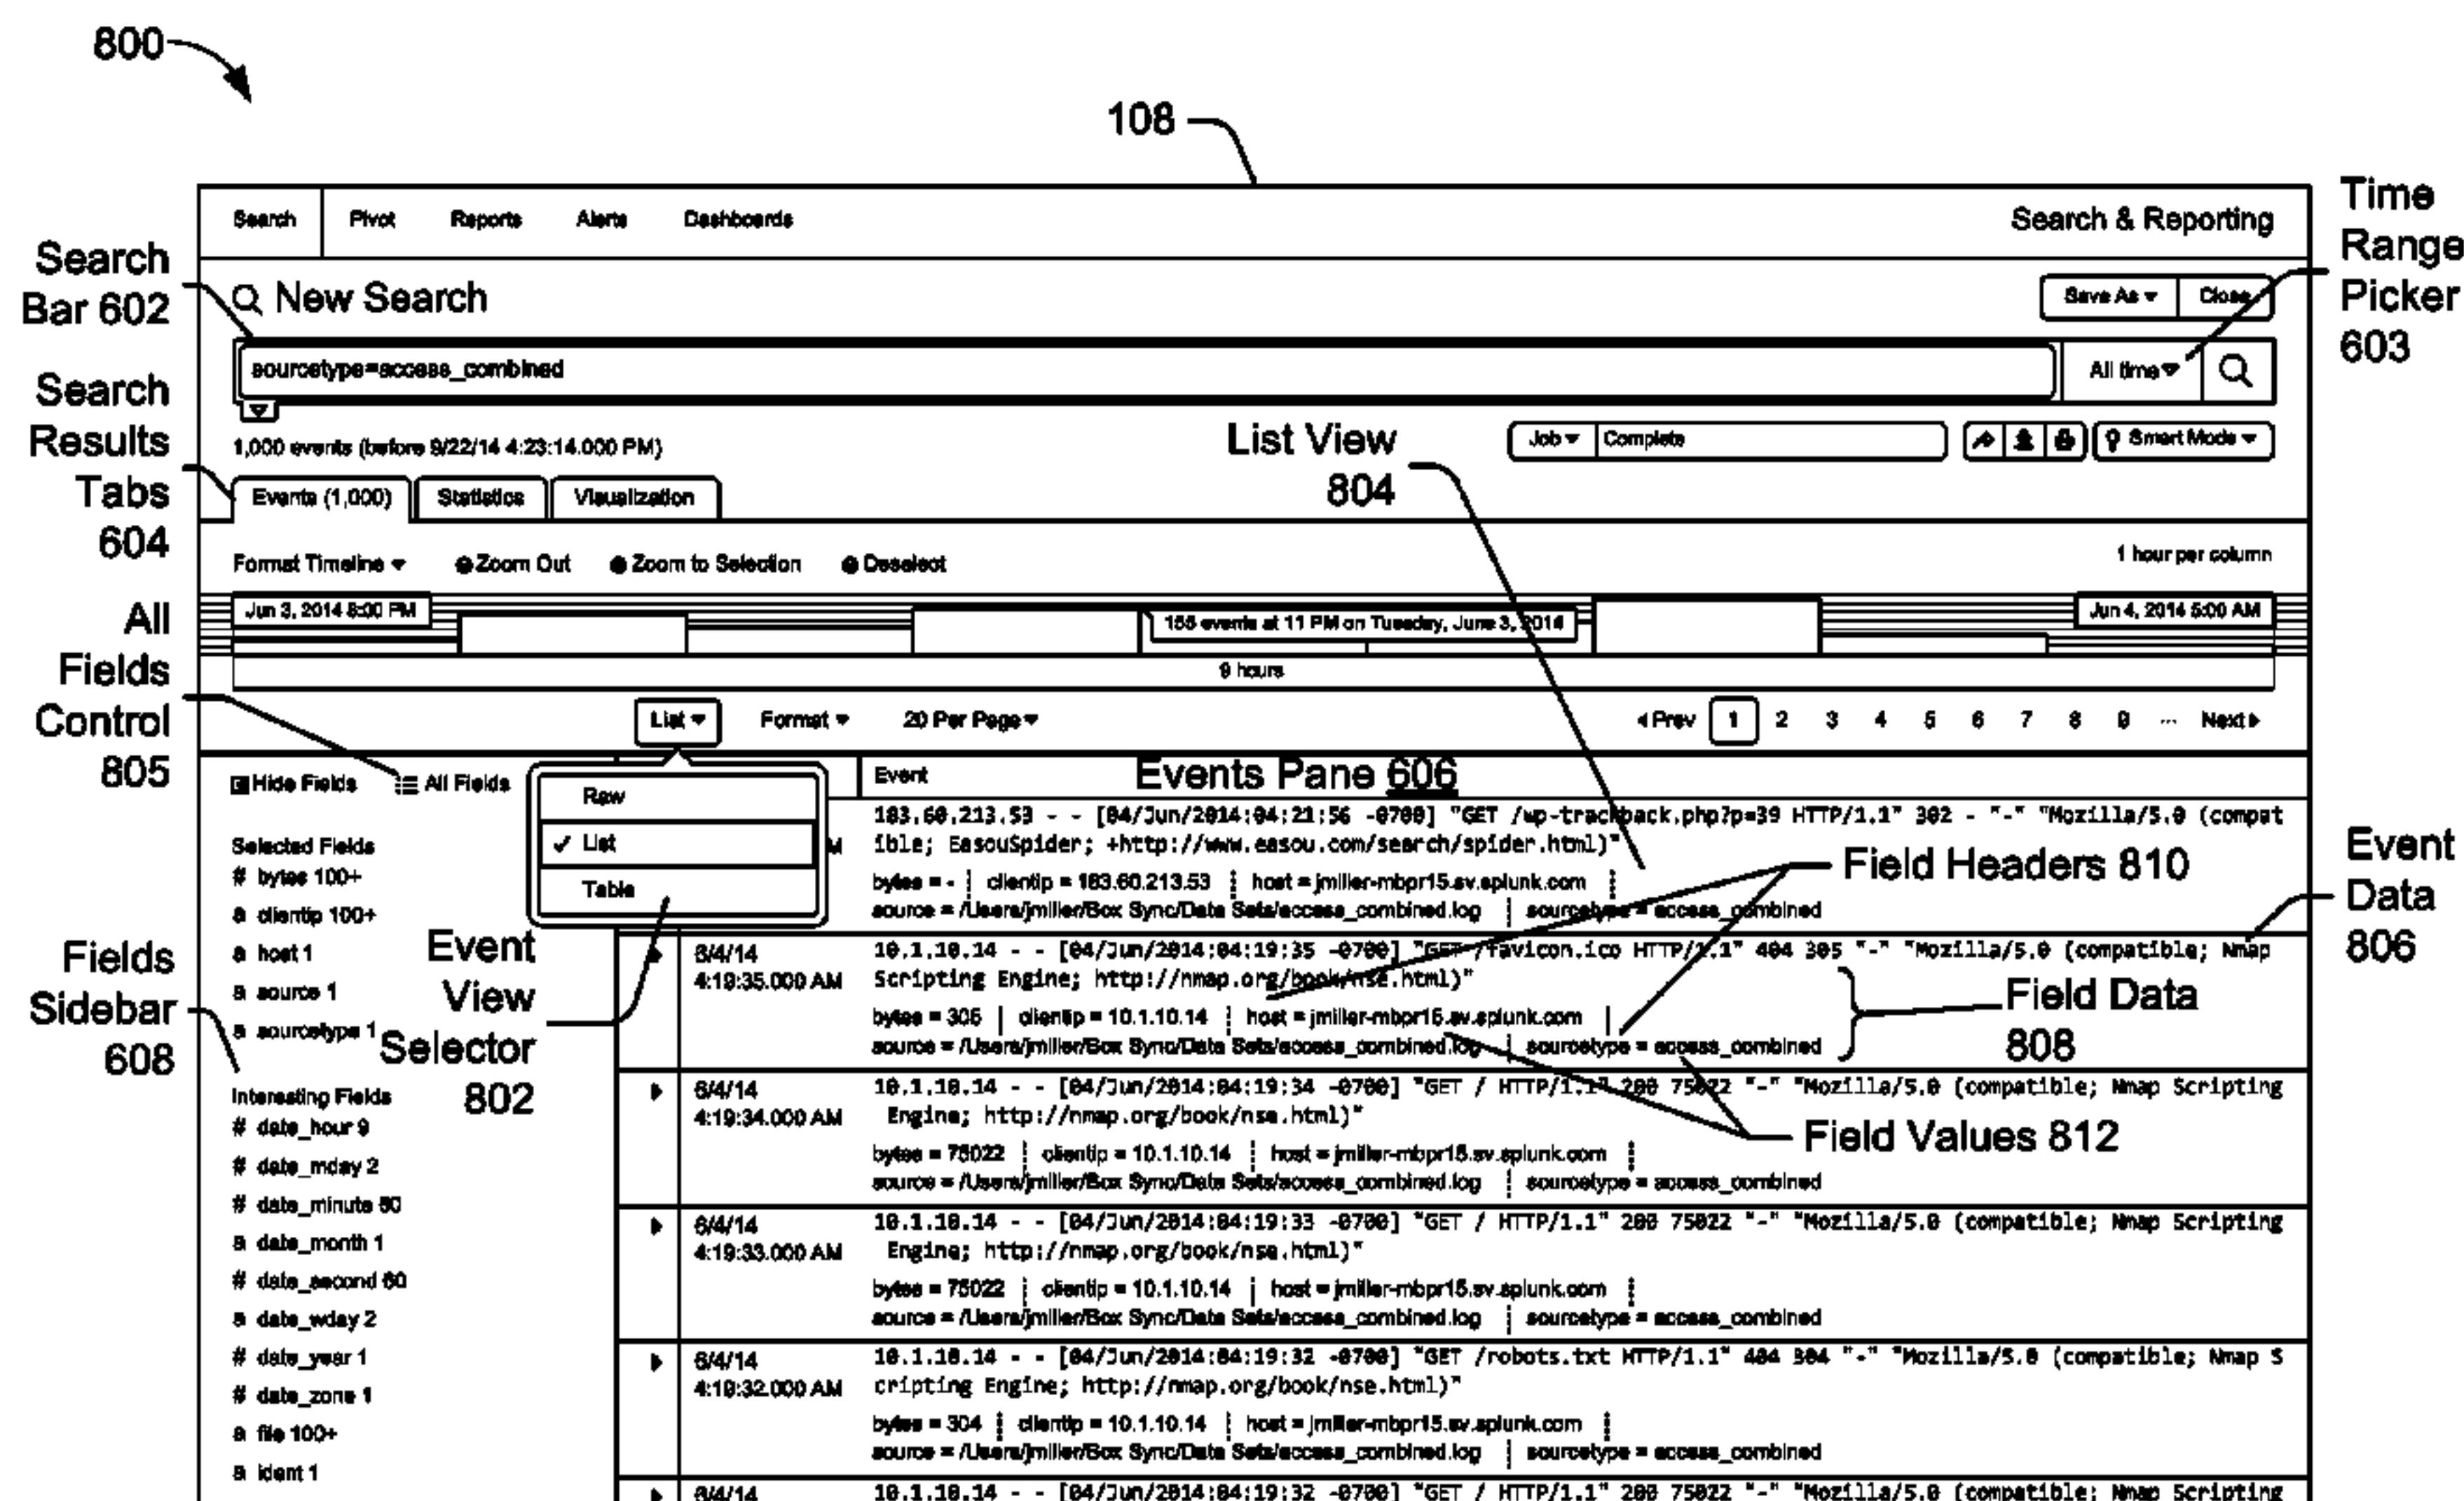 800
108
Search Pivot Reports Alerts Dashboards Search & Reporting
Time
Range
Picker
603
Search
Bar 602
New Search
Save As Close
sourcetype=access_combined
All time
Search
Results
Tabs
604
1,000 events (before 9/22/14 4:23:14.000 PM)
List View
804
Job Complete
Smart Mode
Events (1,000) Statistics Visualization
Format Timeline Zoom Out Zoom to Selection Deselect
1 hour per column
All
Fields
Control
805
Jun 3, 2014 8:00 PM
events at 11 PM on Tuesday, June 3, 2014
Jun 4, 2014 5:00 AM
9 hours
List Format 20 Per Page
Prev 1 2 3 4 5 6 7 8 9 ... Next
Hide Fields All Fields
Raw
List
Table
Event
Events Pane 606
183.60.213.53 - - [04/Jun/2014:04:21:56 -0700] "GET /wp-trackback.php?p=39 HTTP/1.1" 302 - "-" "Mozilla/5.0 (compat
ible; EasouSpider; +http://www.easou.com/search/spider.html)"
bytes = - clientip = 183.60.213.53 host = jmiller-mbpr15.sv.splunk.com
source = /Users/jmiller/Box Sync/Data Sets/access_combined.log sourcetype = access_combined
Field Headers 810
Event
Data
806
Selected Fields
# bytes 100+
a clientip 100+
a host 1
a source 1
a sourcetype 1
Fields
Sidebar
608
Event
View
Selector
802
6/4/14
4:19:35.000 AM
10.1.10.14 - - [04/Jun/2014:04:19:35 -0700] "GET /favicon.ico HTTP/1.1" 404 305 "-" "Mozilla/5.0 (compatible; Nmap
Scripting Engine; http://nmap.org/book/nse.html)"
bytes = 305 clientip = 10.1.10.14 host = jmiller-mbpr15.sv.splunk.com
source = /Users/jmiller/Box Sync/Data Sets/access_combined.log sourcetype = access_combined
Field Data
808
Interesting Fields
# date_hour 9
# date_mday 2
# date_minute 60
a date_month 1
# date_second 60
a date_wday 2
# date_year 1
# date_zone 1
a file 100+
a ident 1
6/4/14
4:19:34.000 AM
10.1.10.14 - - [04/Jun/2014:04:19:34 -0700] "GET / HTTP/1.1" 200 75022 "-" "Mozilla/5.0 (compatible; Nmap Scripting
Engine; http://nmap.org/book/nse.html)"
bytes = 75022 clientip = 10.1.10.14 host = jmiller-mbpr15.sv.splunk.com
source = /Users/jmiller/Box Sync/Data Sets/access_combined.log sourcetype = access_combined
Field Values 812
6/4/14
4:19:33.000 AM
10.1.10.14 - - [04/Jun/2014:04:19:33 -0700] "GET / HTTP/1.1" 200 75022 "-" "Mozilla/5.0 (compatible; Nmap Scripting
Engine; http://nmap.org/book/nse.html)"
bytes = 75022 clientip = 10.1.10.14 host = jmiller-mbpr15.sv.splunk.com
source = /Users/jmiller/Box Sync/Data Sets/access_combined.log sourcetype = access_combined
6/4/14
4:19:32.000 AM
10.1.10.14 - - [04/Jun/2014:04:19:32 -0700] "GET /robots.txt HTTP/1.1" 404 304 "-" "Mozilla/5.0 (compatible; Nmap S
cripting Engine; http://nmap.org/book/nse.html)"
bytes = 304 clientip = 10.1.10.14 host = jmiller-mbpr15.sv.splunk.com
source = /Users/jmiller/Box Sync/Data Sets/access_combined.log sourcetype = access_combined
6/4/14
10.1.10.14 - - [04/Jun/2014:04:19:32 -0700] "GET / HTTP/1.1" 200 75022 "-" "Mozilla/5.0 (compatible; Nmap Scripting